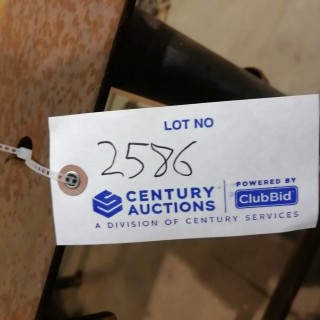 LOT NO
2586
CENTURY AUCTIONS
POWERED BY
ClubBid
A DIVISION OF CENTURY SERVICES